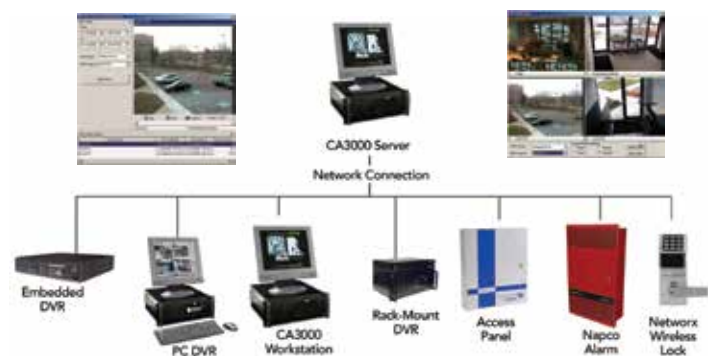 CA3000 Server
Network Connection
Embedded
DVR
PC DVR
CA3000
Workstation
Rack-Mount
DVR
Access
Panel
Napco
Alarm
Networx
Wireless
Lock